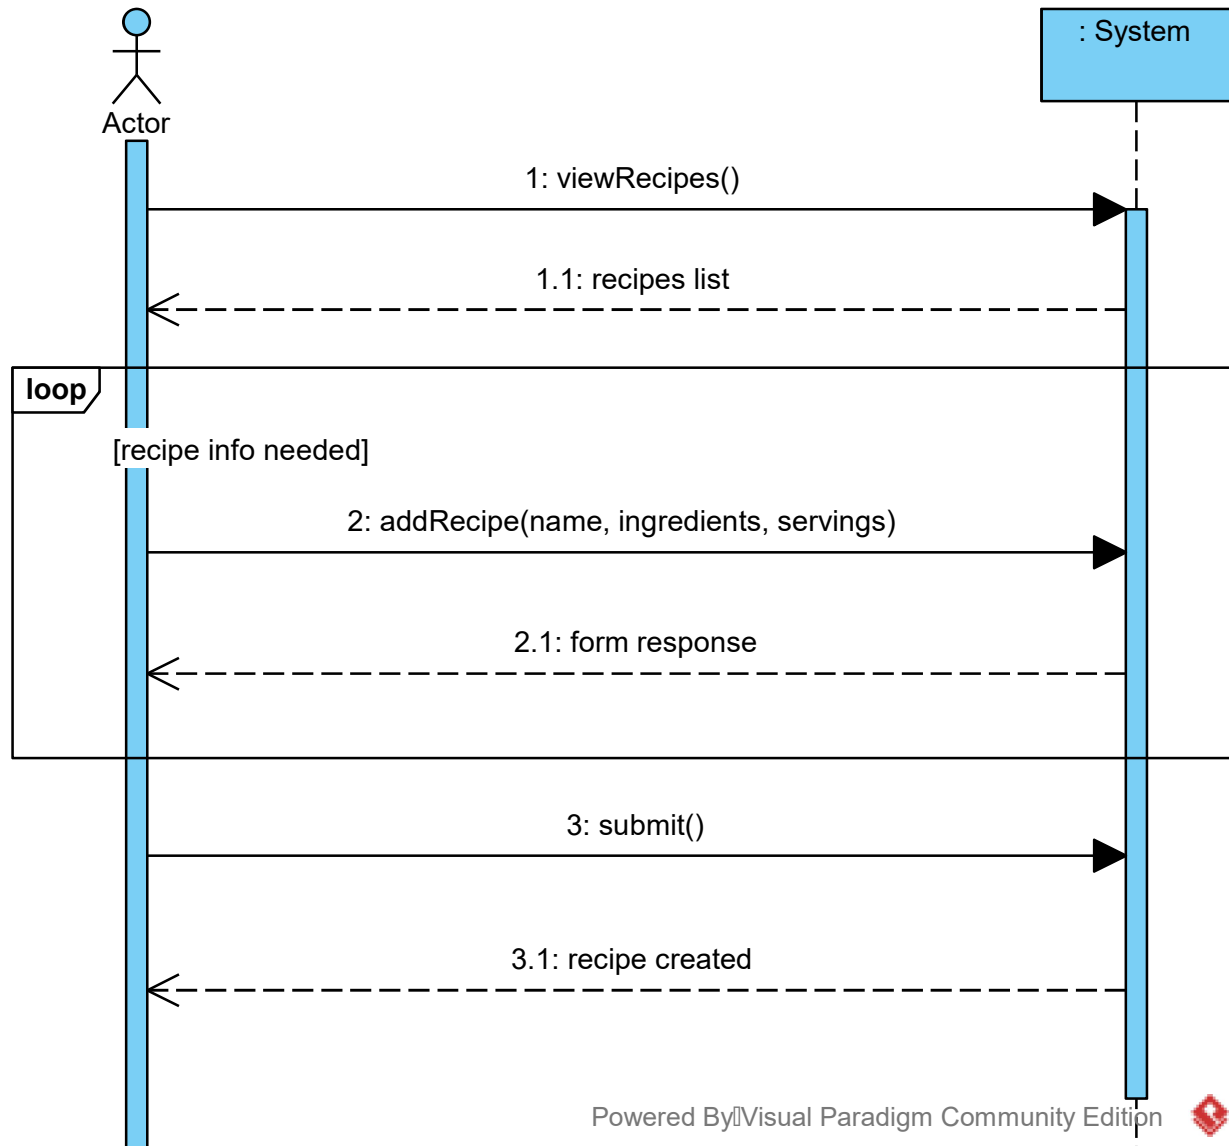 : System
Actor
1: viewRecipes()
1.1: recipes list
loop
[recipe info needed]
2: addRecipe(name, ingredients, servings)
2.1: form response
3: submit()
3.1: recipe created
Powered By▯Visual Paradigm Community Edition